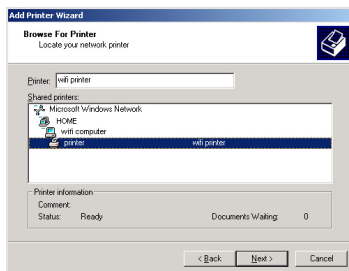 Add Printer Wizard
Browse For Printer
Locate your network printer
Printer: wifi printer
Shared printers:
Microsoft Windows Network
HOME
wifi computer
printer wifi printer
Printer information
Comment:
Status: Ready Documents Waiting: 0
< Back Next > Cancel